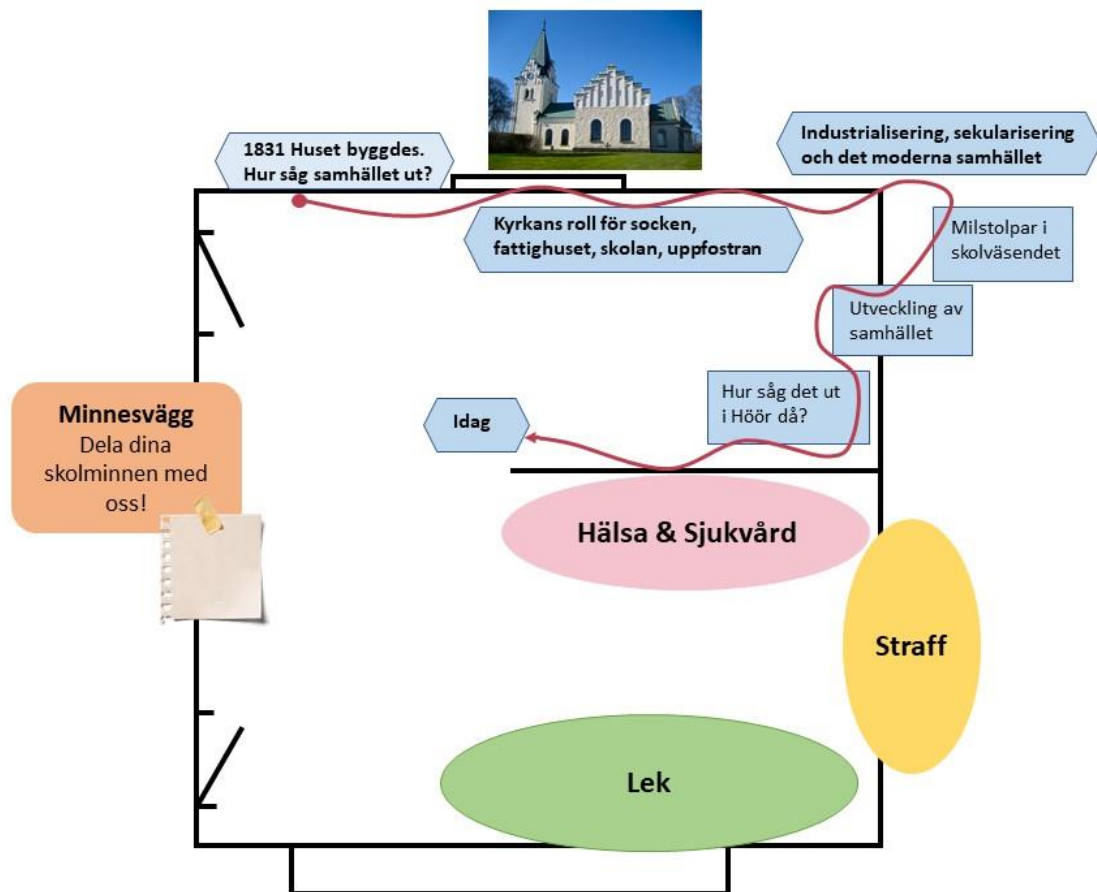 1831 Huset byggdes.
Hur såg samhället ut?
Industrialisering, sekularisering
och det moderna samhället
Kyrkans roll för socken,
fattighuset, skolan, uppfostran
Milstolpar i
skolväsendet
Utveckling av
samhället
Hur såg det ut
i Höör då?
Idag
Minnesvägg
Dela dina
skolminnen med
oss!
Hälsa & Sjukvård
Straff
Lek